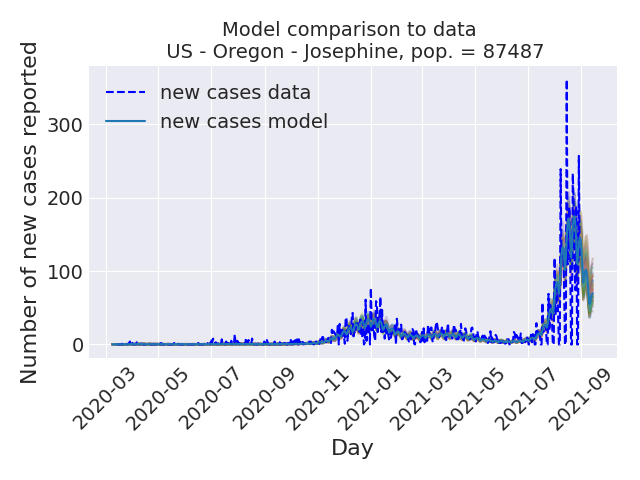 Model comparison to data
US - Oregon - Josephine, pop. = 87487
Number of new cases reported
new cases data
new cases model
300
200
100
0
2020-03
2020-05
2020-07
2020-09
2020-11
2021-01
2021-03
2021-05
2021-07
2021-09
Day